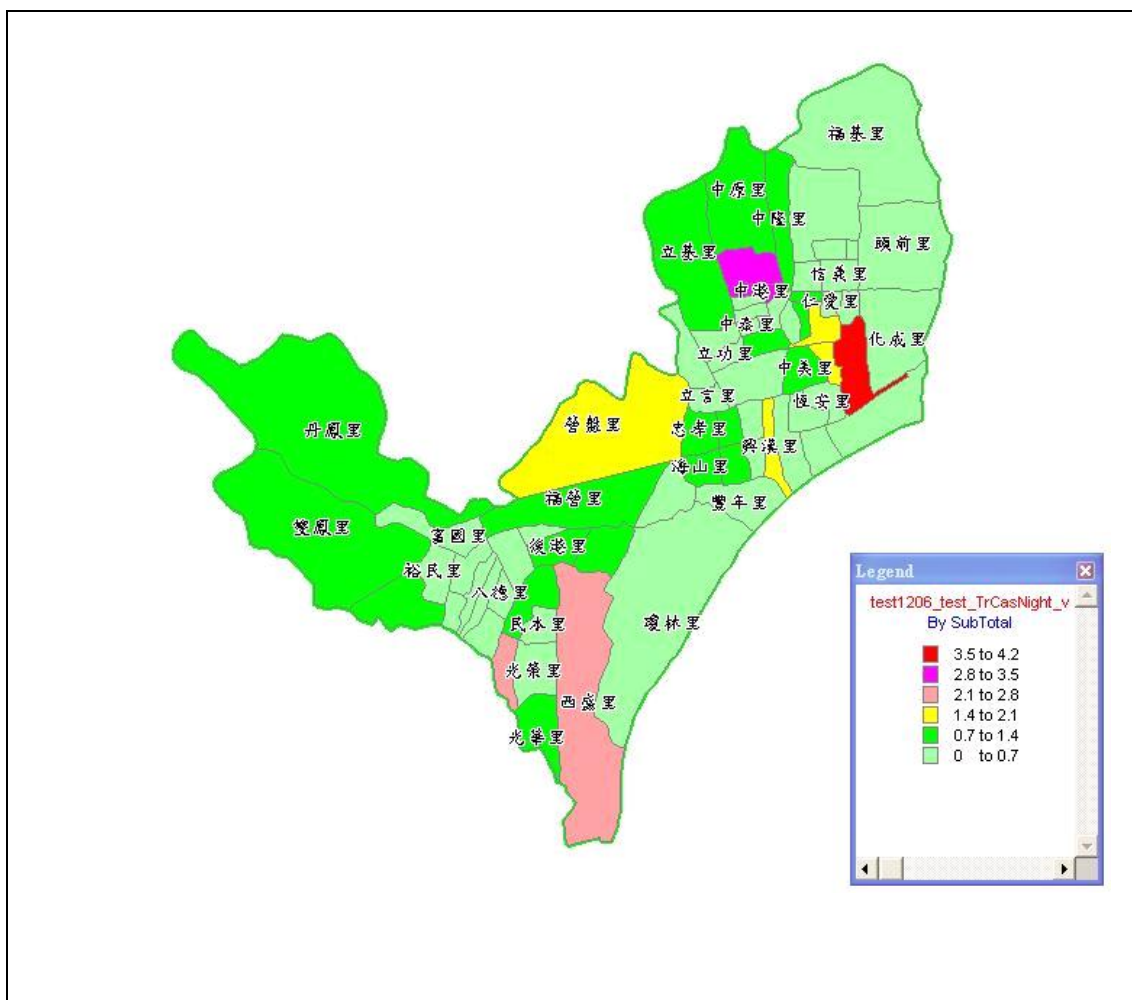 福基里
中原里
中隆里
頭前里
立基里
信義里
中港里
仁愛里
中泰里
化成里
立功里
中美里
立言里
恆安里
營盤里
忠孝里
丹鳳里
興漢里
海山里
福營里
豐年里
雙鳳里
富國里
後港里
裕民里
八德里
民本里
瓊林里
光榮里
西盛里
光華里
Legend
test1206_test_TrCasNight_v
By SubTotal
3.5 to 4.2
2.8 to 3.5
2.1 to 2.8
1.4 to 2.1
0.7 to 1.4
0 to 0.7